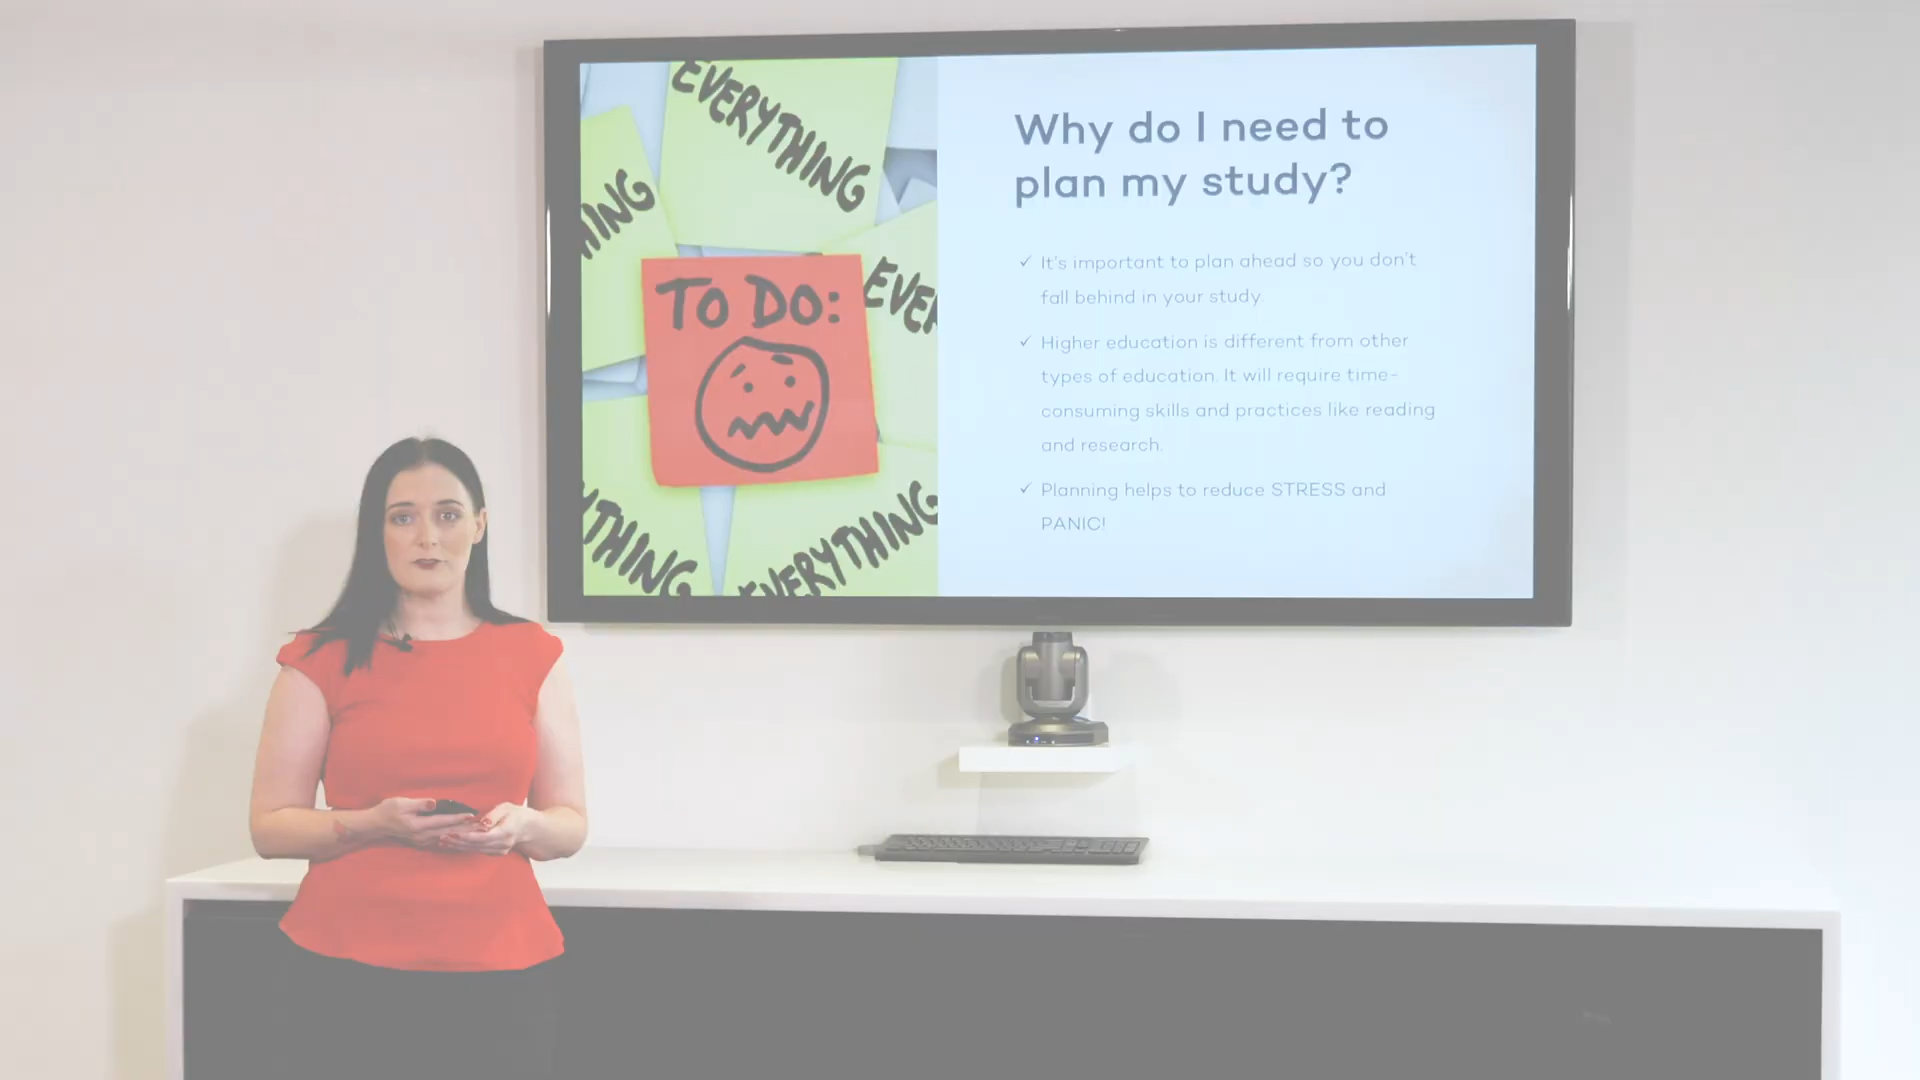 EVERYTHING
THING
TO DO:
EVER
YTHING
EVERYTHING
Why do I need to
plan my study?
✓ It's important to plan ahead so you don't
fall behind in your study.
✓ Higher education is different from other
types of education. It will require time-
consuming skills and practices like reading
and research.
✓ Planning helps to reduce STRESS and
PANIC!